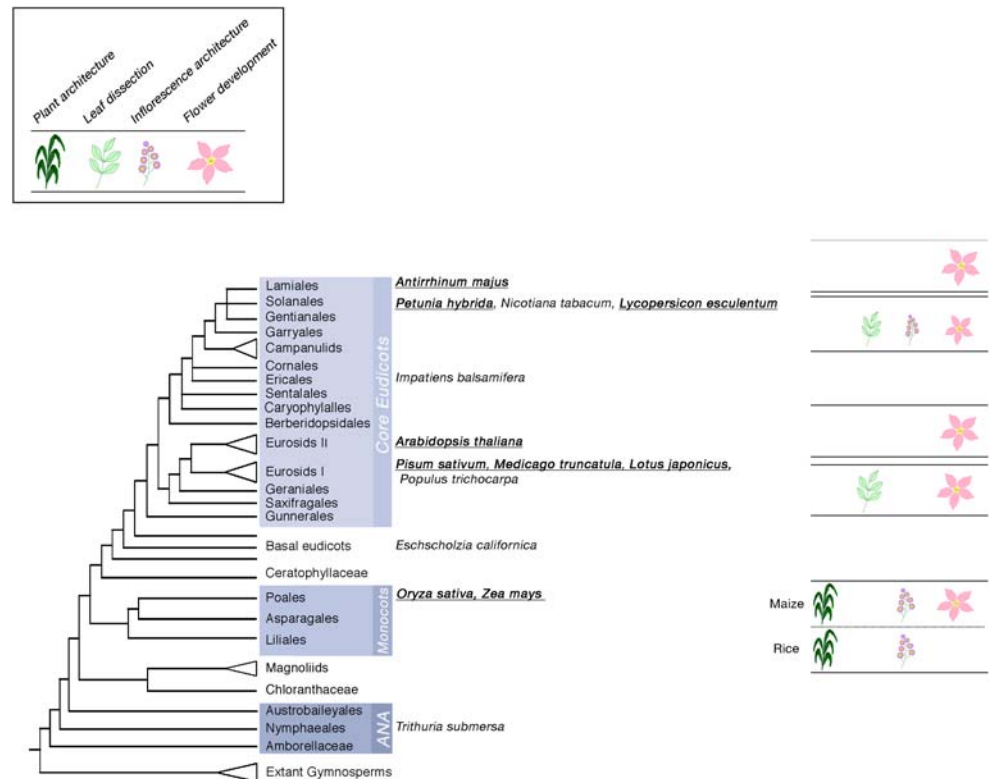 Plant architecture
Leaf dissection
Inflorescence architecture
Flower development
Lamiales
Antirrhinum majus
Solanales
Petunia hybrida, Nicotiana tabacum, Lycopersicon esculentum
Gentianales
Garryales
Campanulids
Cornales
Ericales
Impatiens balsamifera
Sentalales
Caryophylalles
Berberidopsidales
Eurosids II
Arabidopsis thaliana
Eurosids I
Pisum sativum, Medicago truncatula, Lotus japonicus,
Populus trichocarpa
Geraniales
Saxifragales
Gunnerales
Core Eudicots
Basal eudicots
Eschscholzia californica
Ceratophyllaceae
Poales
Oryza sativa, Zea mays
Maize
Asparagales
Liliales
Rice
Monocots
Magnoliids
Chloranthaceae
Austrobaileyales
Nymphaeales
Trithuria submersa
Amborellaceae
ANA
Extant Gymnosperms